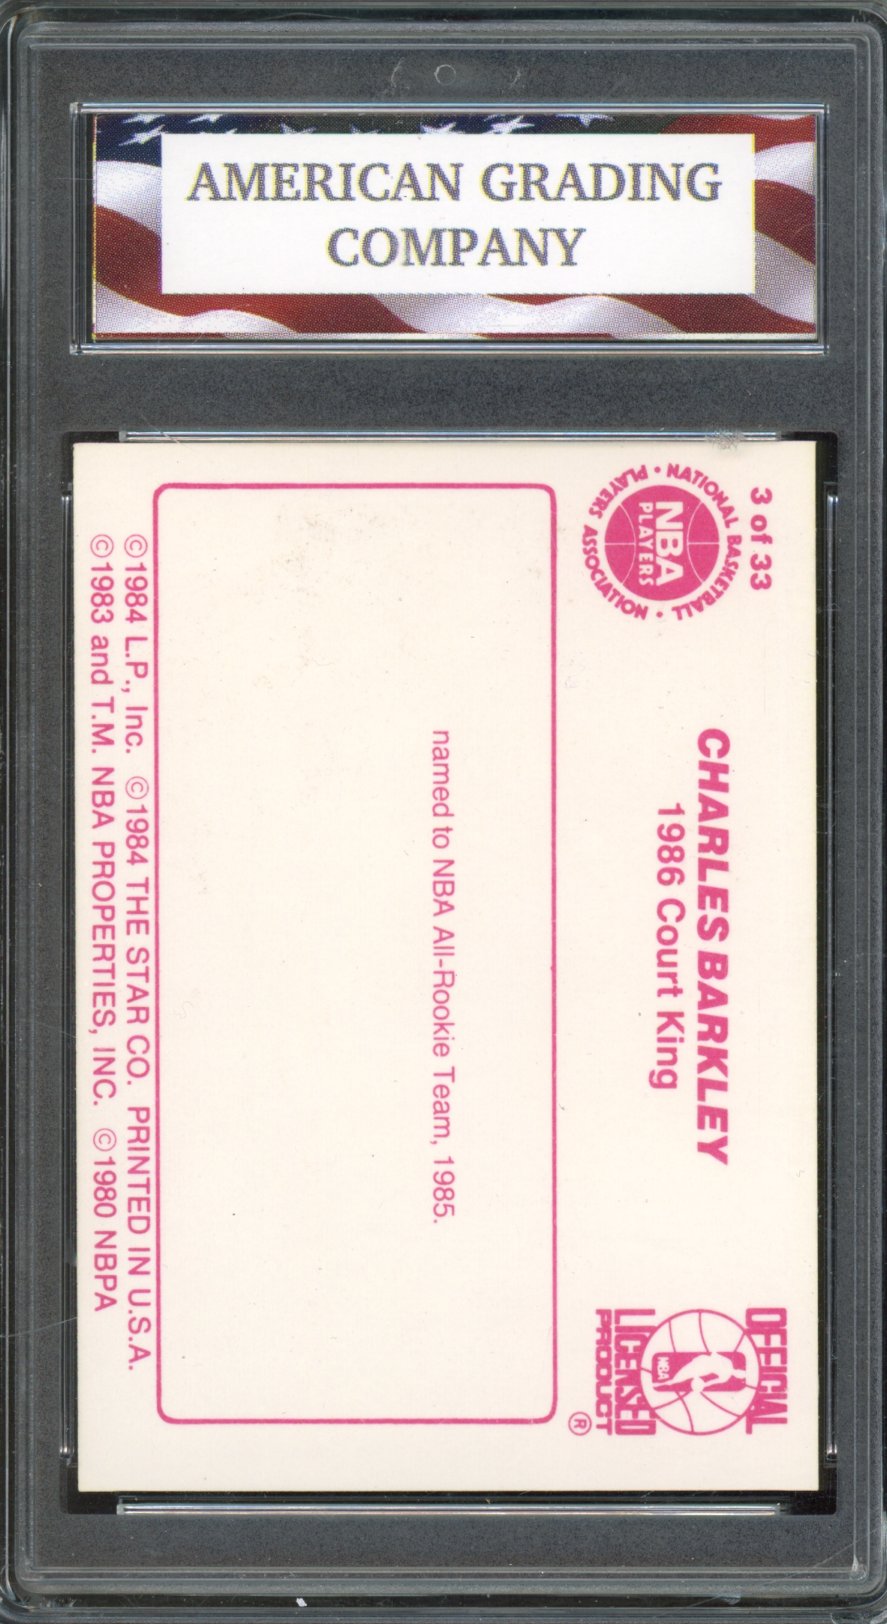 AMERICAN GRADING
COMPANY
3 of 33
NATIONAL BASKETBALL
PLAYERS ASSOCIATION
NBA
PLAYERS
CHARLES BARKLEY
1986 Court King
OFFICIAL
NBA
LICENSED
PRODUCT
®
named to NBA All-Rookie Team, 1985.
©1984 L.P., Inc. ©1984 THE STAR CO. PRINTED IN U.S.A.
©1983 and T.M. NBA PROPERTIES, INC. ©1980 NBPA